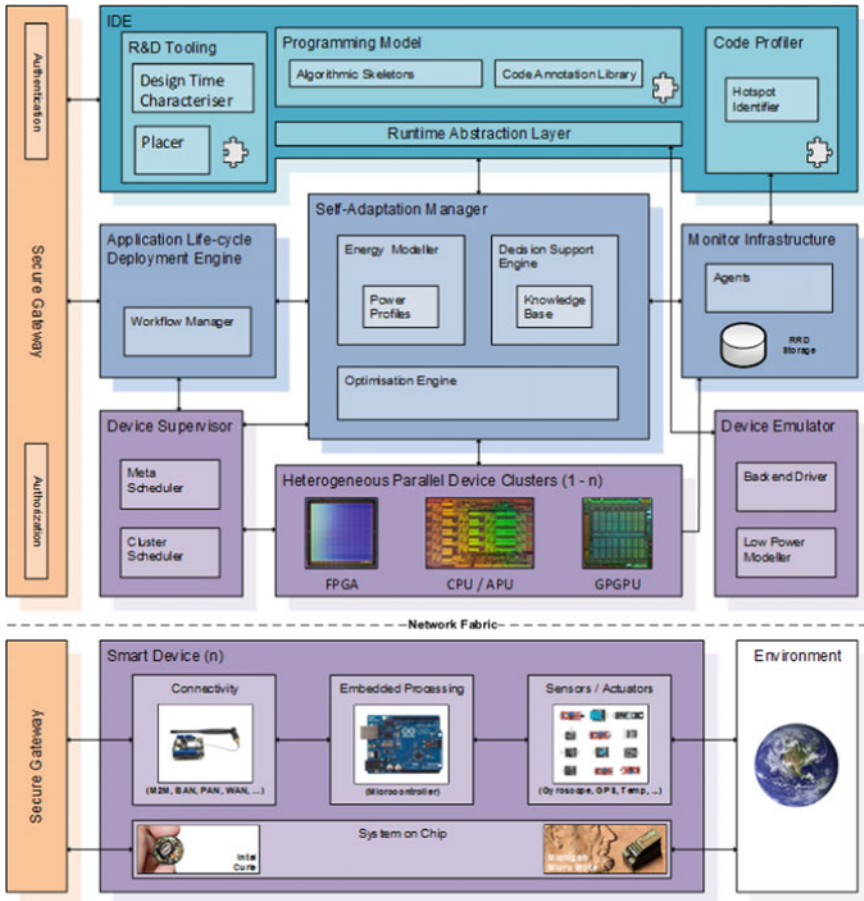 IDE
R&D Tooling
Design Time
Characteriser
Placer
Programming Model
Algorithmic Skeletons
Code Annotation Library
Runtime Abstraction Layer
Code Profiler
Hotspot
Identifier
Authentication
Secure Gateway
Authorization
Application Life-cycle
Deployment Engine
Workflow Manager
Self-Adaptation Manager
Energy Modeller
Power
Profiles
Decision Support
Engine
Knowledge
Base
Optimisation Engine
Monitor Infrastructure
Agents
RRD
Storage
Device Supervisor
Meta
Scheduler
Cluster
Scheduler
Heterogeneous Parallel Device Clusters (1 - n)
FPGA
CPU / APU
GPGPU
Device Emulator
Backend Driver
Low Power
Modeller
Network Fabric
Secure Gateway
Smart Device (n)
Connectivity
(M2M, BAN, PAN, WAN, ...)
Embedded Processing
(Microcontroller)
Sensors / Actuators
(Gyroscope, GPS, Temp, ...)
System on Chip
Intel
Curie
Michigan
Micro Mote
Environment